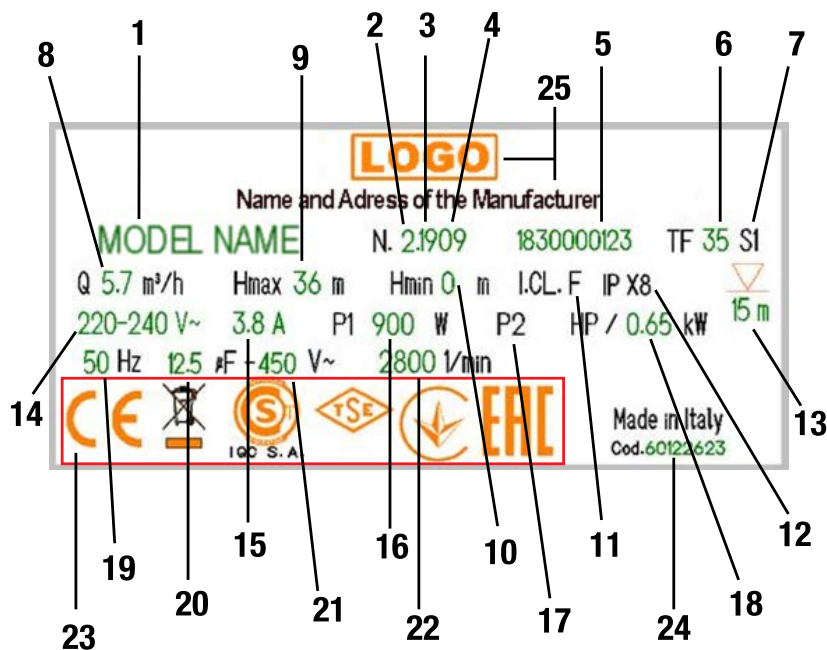 1 2 3 4 5 6 7
8 9 25
LOGO
Name and Adress of the Manufacturer
MODEL NAME N. 2.1909 1830000123 TF 35 S1
Q 5.7 m³/h Hmax 36 m Hmin 0 m I.CL. F IP X8
220-240 V~ 3.8 A P1 900 W P2 HP / 0.65 kW 15 m
50 Hz 12.5 µF - 450 V~ 2800 1/min
CE S TSE EAC
IQC S.A.
Made in Italy
Cod.60122623
14 13
19 15 16 10 11 12
20 21 22 17 18
23 24